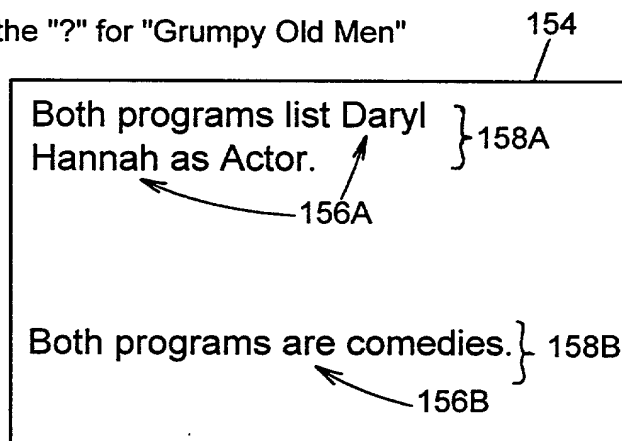 the "?" for "Grumpy Old Men"
154
Both programs list Daryl
Hannah as Actor.
158A
156A
Both programs are comedies.
158B
156B